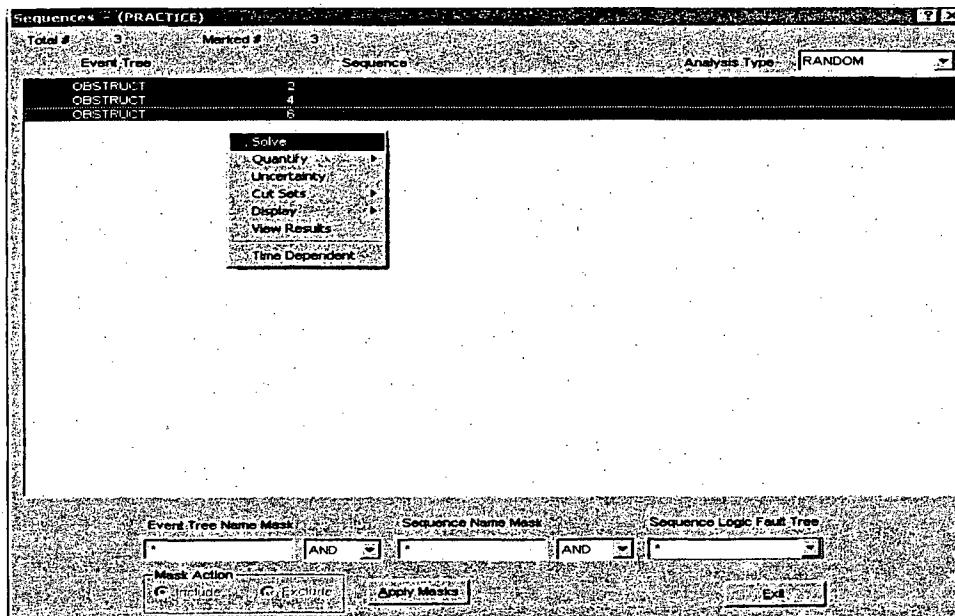 Sequences - (PRACTICE)
Total # 3 Marked # 3
Event Tree Sequence Analysis Type RANDOM
OBSTRUCT 2
OBSTRUCT 4
OBSTRUCT 6
Solve
Quantify
Uncertainty
Cut Sets
Display
View Results
Time Dependent
Event Tree Name Mask Sequence Name Mask Sequence Logic Fault Tree
* AND * AND *
Mask Action
Include Exclude Apply Masks Exit